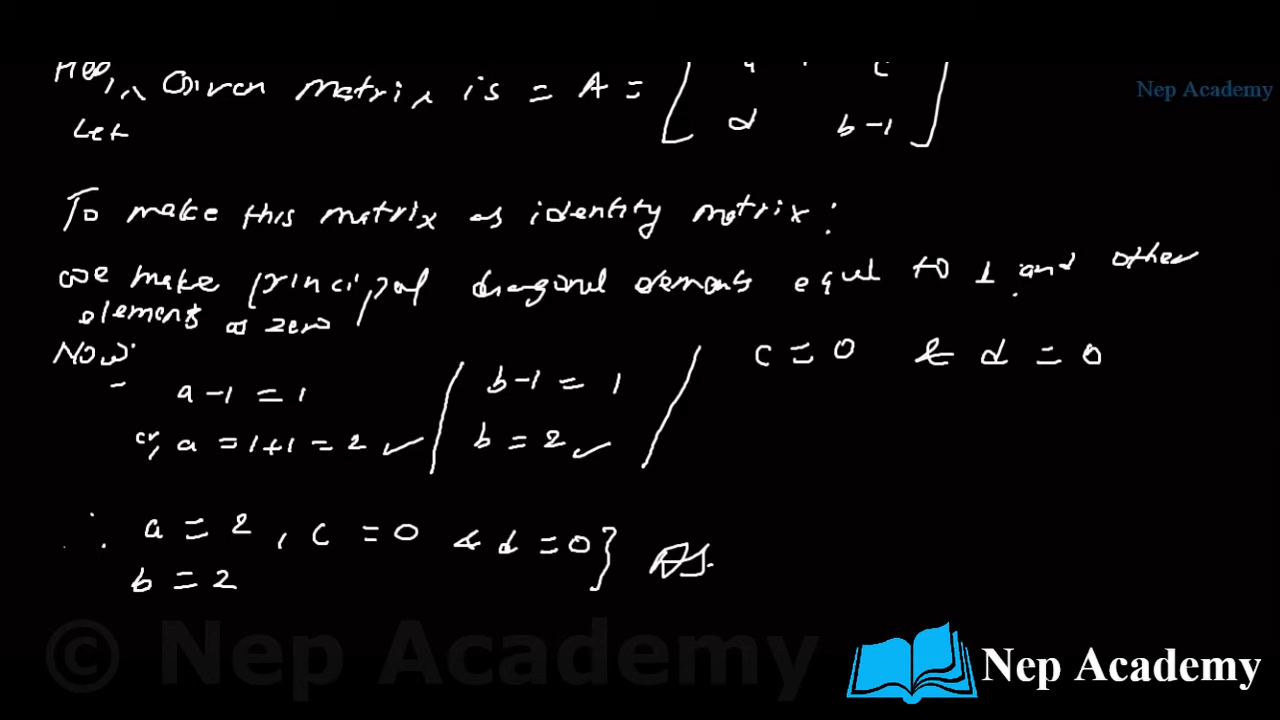 Given matrix is = A = [
Let
d b-1 ]
Nep Academy
To make this matrix as identity matrix :
we make principal diagonal elements equal to 1 and other
elements as zero
Now
a-1 = 1 / b-1 = 1 / c = 0 & d = 0
or, a = 1+1 = 2 ✓ b = 2 ✓
∴ a = 2 , c = 0 & d = 0 }
b = 2
© Nep Academy
Nep Academy